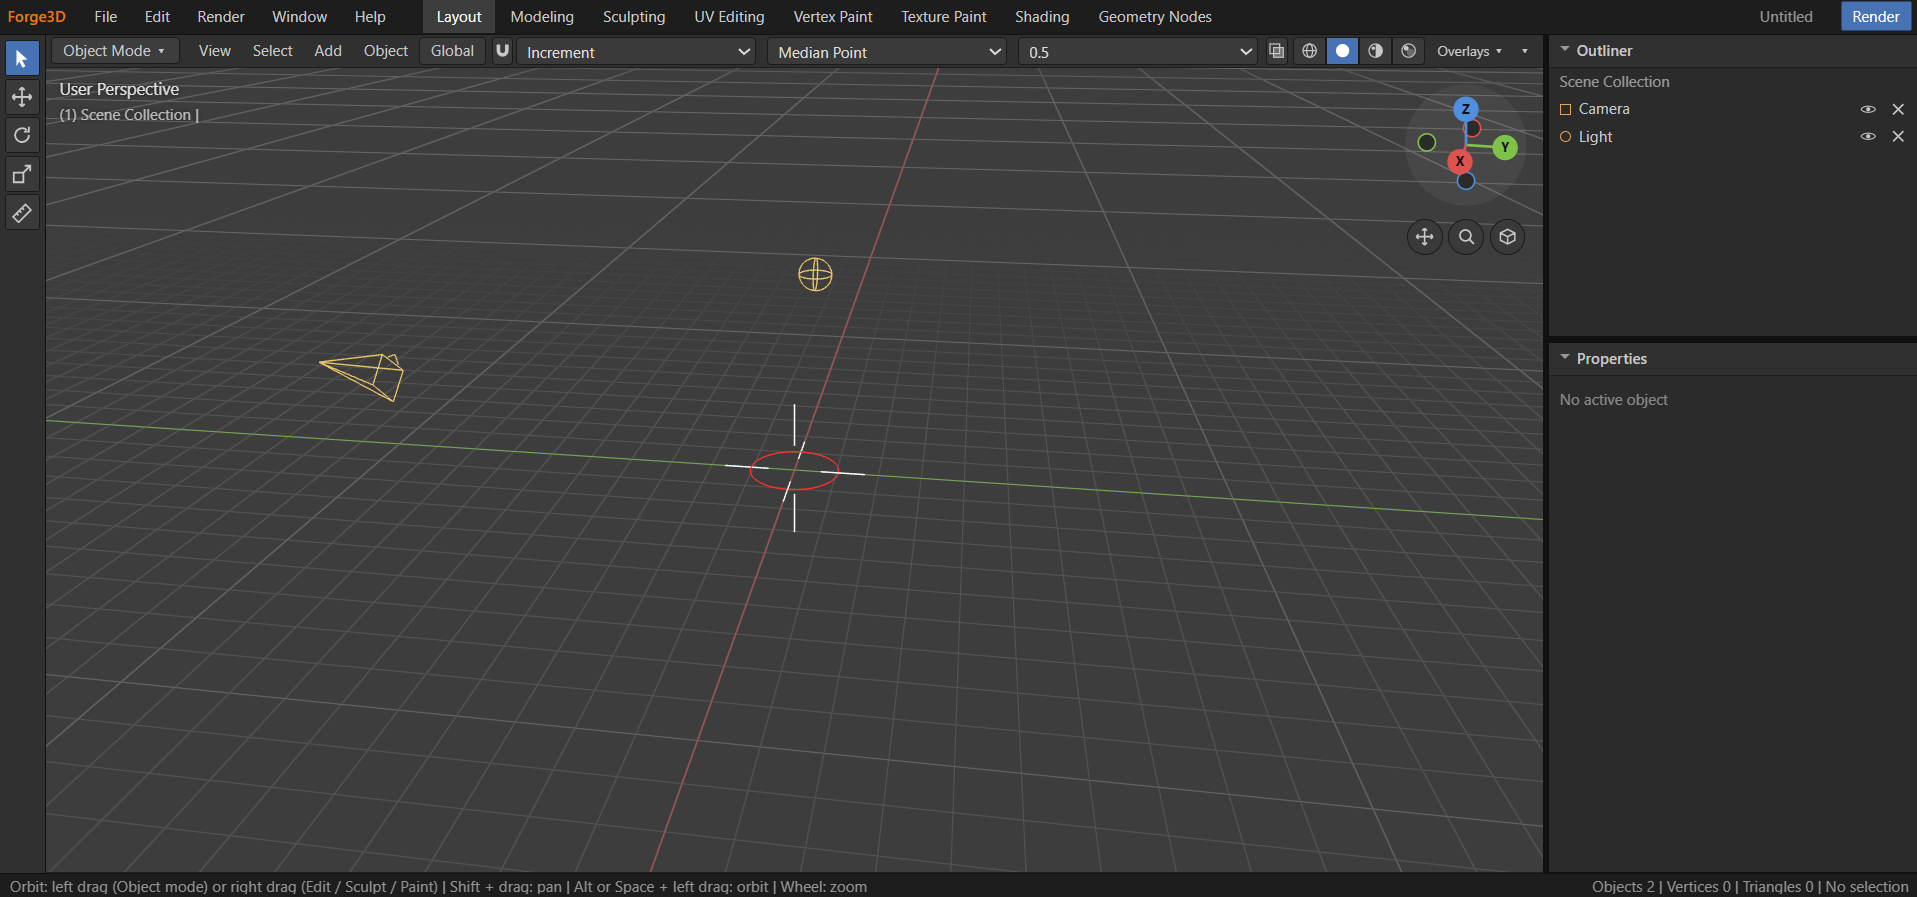 Forge3D File Edit Render Window Help Layout Modeling Sculpting UV Editing Vertex Paint Texture Paint Shading Geometry Nodes Untitled Render
Object Mode View Select Add Object Global Increment Median Point 0.5 Overlays
User Perspective
(1) Scene Collection |
Z
Y
X
Outliner
Scene Collection
Camera
Light
Properties
No active object
Orbit: left drag (Object mode) or right drag (Edit / Sculpt / Paint) | Shift + drag: pan | Alt or Space + left drag: orbit | Wheel: zoom
Objects 2 | Vertices 0 | Triangles 0 | No selection